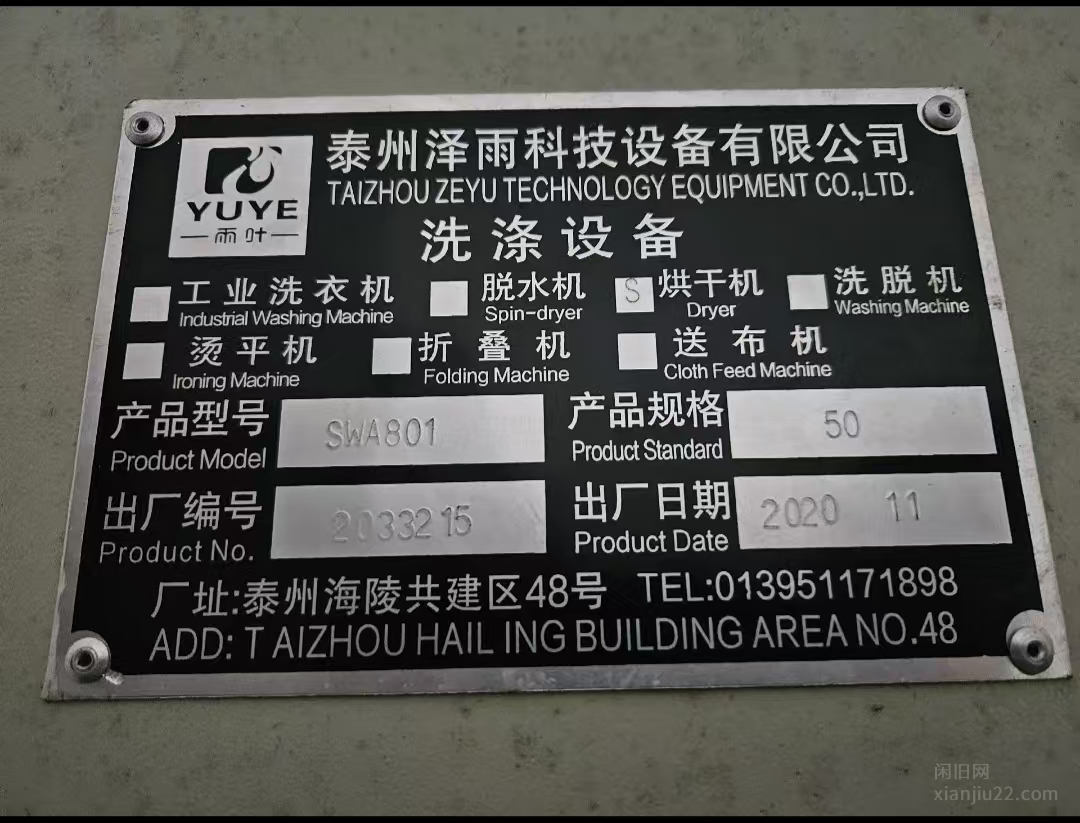 YUYE
雨叶
泰州泽雨科技设备有限公司
TAIZHOU ZEYU TECHNOLOGY EQUIPMENT CO.,LTD.
洗涤设备
工业洗衣机 脱水机 S 烘干机 洗脱机
Industrial Washing Machine Spin-dryer Dryer Washing Machine
烫平机 折叠机 送布机
Ironing Machine Folding Machine Cloth Feed Machine
产品型号 SWA801 产品规格 50
Product Model Product Standard
出厂编号 2033215 出厂日期 2020 11
Product No. Product Date
厂址:泰州海陵共建区48号 TEL:013951171898
ADD: T AIZHOU HAIL ING BUILDING AREA NO.48
闲旧网
xianjiu22.com